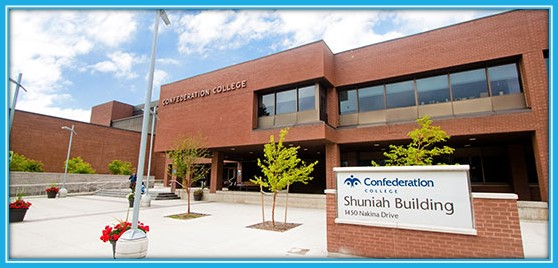 CONFEDERATION COLLEGE
Confederation
COLLEGE
Shuniah Building
1450 Nakina Drive